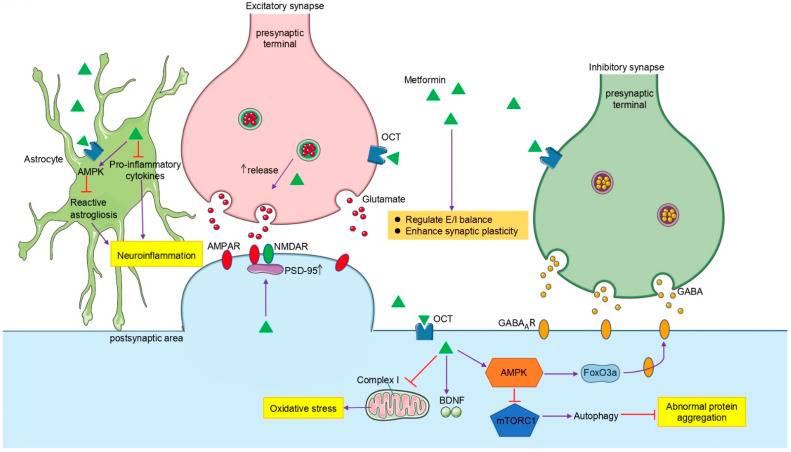 Excitatory synapse
presynaptic
terminal
Inhibitory synapse
presynaptic
terminal
Metformin
OCT
Astrocyte
AMPK
Pro-inflammatory
cytokines
Reactive
astrogliosis
Neuroinflammation
↑release
Glutamate
● Regulate E/I balance
● Enhance synaptic plasticity
AMPAR
NMDAR
PSD-95↑
GABA
postsynaptic area
OCT
GABAAR
Complex I
Oxidative stress
BDNF
AMPK
FoxO3a
mTORC1
Autophagy
Abnormal protein
aggregation